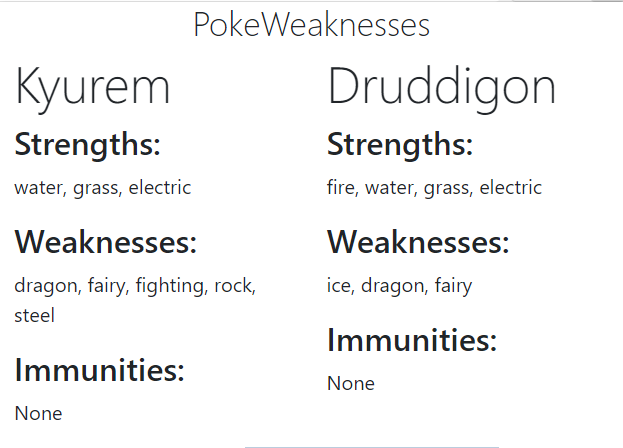 PokeWeaknesses
Kyurem
Strengths:
water, grass, electric
Weaknesses:
dragon, fairy, fighting, rock,
steel
Immunities:
None
Druddigon
Strengths:
fire, water, grass, electric
Weaknesses:
ice, dragon, fairy
Immunities:
None